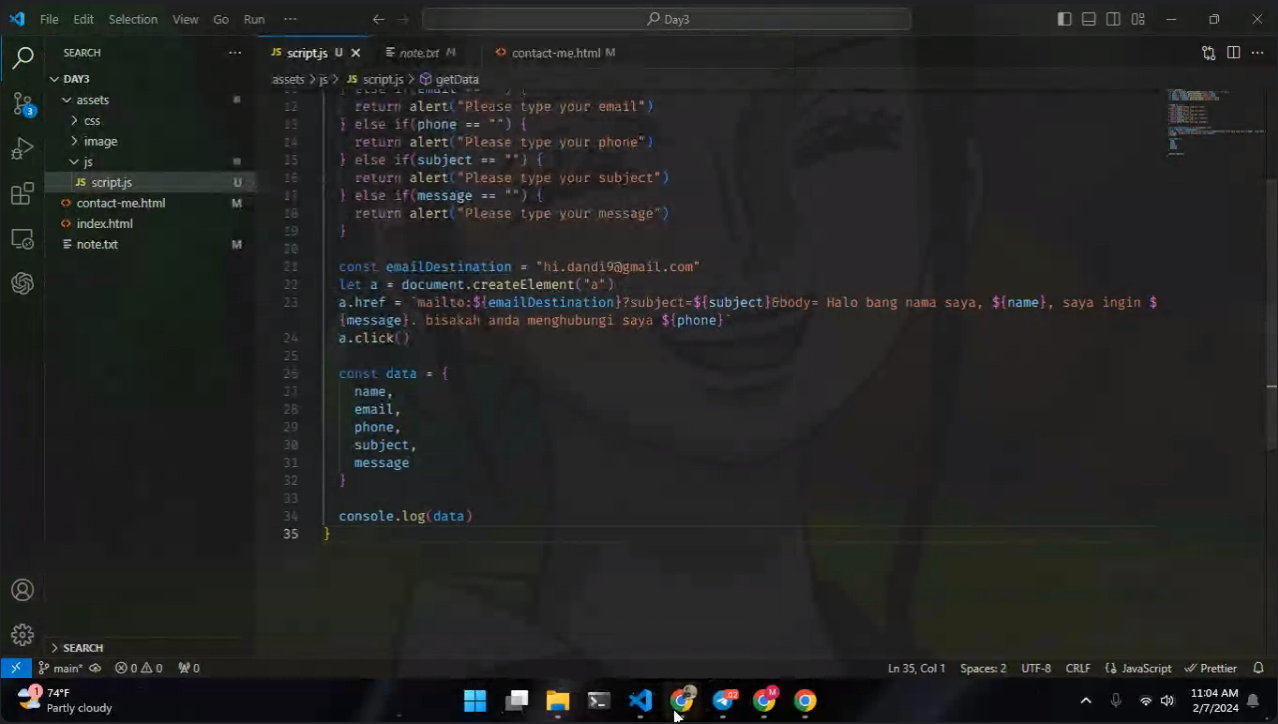 File Edit Selection View Go Run ... Day3
SEARCH ...
script.js U note.txt M contact-me.html M
DAY3
assets > js > script.js > getData
assets
css
image
js
script.js U
contact-me.html M
index.html
note.txt M
3
12 return alert("Please type your email")
13 } else if(phone == "") {
14 return alert("Please type your phone")
15 } else if(subject == "") {
16 return alert("Please type your subject")
17 } else if(message == "") {
18 return alert("Please type your message")
19 }
20
21 const emailDestination = "hi.dandi9@gmail.com"
22 let a = document.createElement("a")
23 a.href = `mailto:${emailDestination}?subject=${subject}&body= Halo bang nama saya, ${name}, saya ingin $
{message}. bisakah anda menghubungi saya ${phone}`
24 a.click()
25
26 const data = {
27 name,
28 email,
29 phone,
30 subject,
31 message
32 }
33
34 console.log(data)
35 }
SEARCH
main* 0 0 0 Ln 35, Col 1 Spaces: 2 UTF-8 CRLF JavaScript Prettier
1 74°F
Partly cloudy
M
11:04 AM
2/7/2024